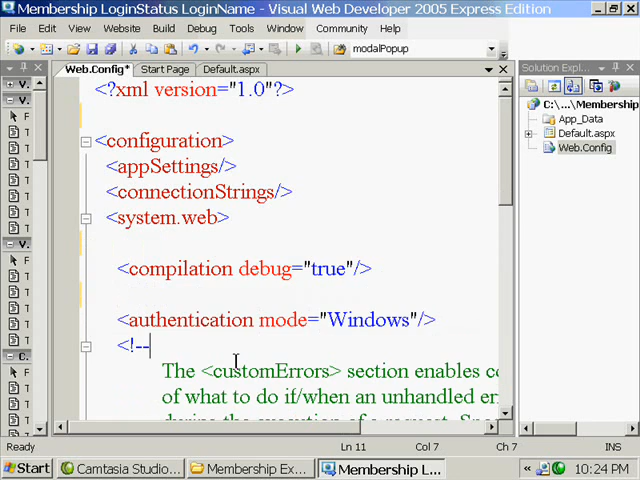 Membership LoginStatus LoginName - Visual Web Developer 2005 Express Edition
File Edit View Website Build Debug Tools Window Community Help
modalPopup
Web.Config* Start Page Default.aspx
Solution Expl...
<?xml version="1.0"?>
<configuration>
<appSettings/>
<connectionStrings/>
<system.web>
<compilation debug="true"/>
<authentication mode="Windows"/>
<!--
The <customErrors> section enables co
of what to do if/when an unhandled er
C:\...\Membership
App_Data
Default.aspx
Web.Config
Ready Ln 11 Col 7 Ch 7 INS
Start Camtasia Studio... Membership Ex... Membership L... « 10:24 PM